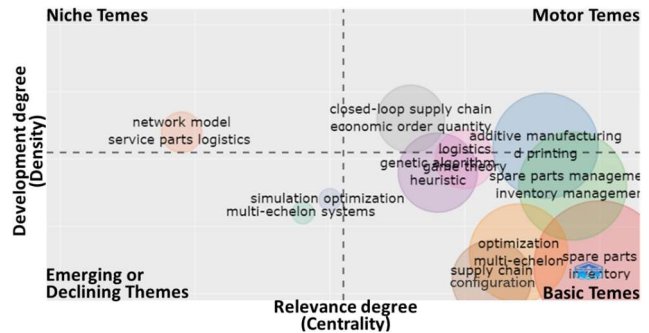 Niche Temes
Motor Temes
Development degree
(Density)
closed-loop supply chain
economic order quantity
network model
service parts logistics
additive manufacturing
d printing
logistics
genetic algorithm
game theory
heuristic
spare parts manageme
inventory managemen
simulation optimization
multi-echelon systems
optimization
multi-echelon
supply chain
configuration
spare parts
inventory
Emerging or
Declining Themes
Basic Temes
Relevance degree
(Centrality)